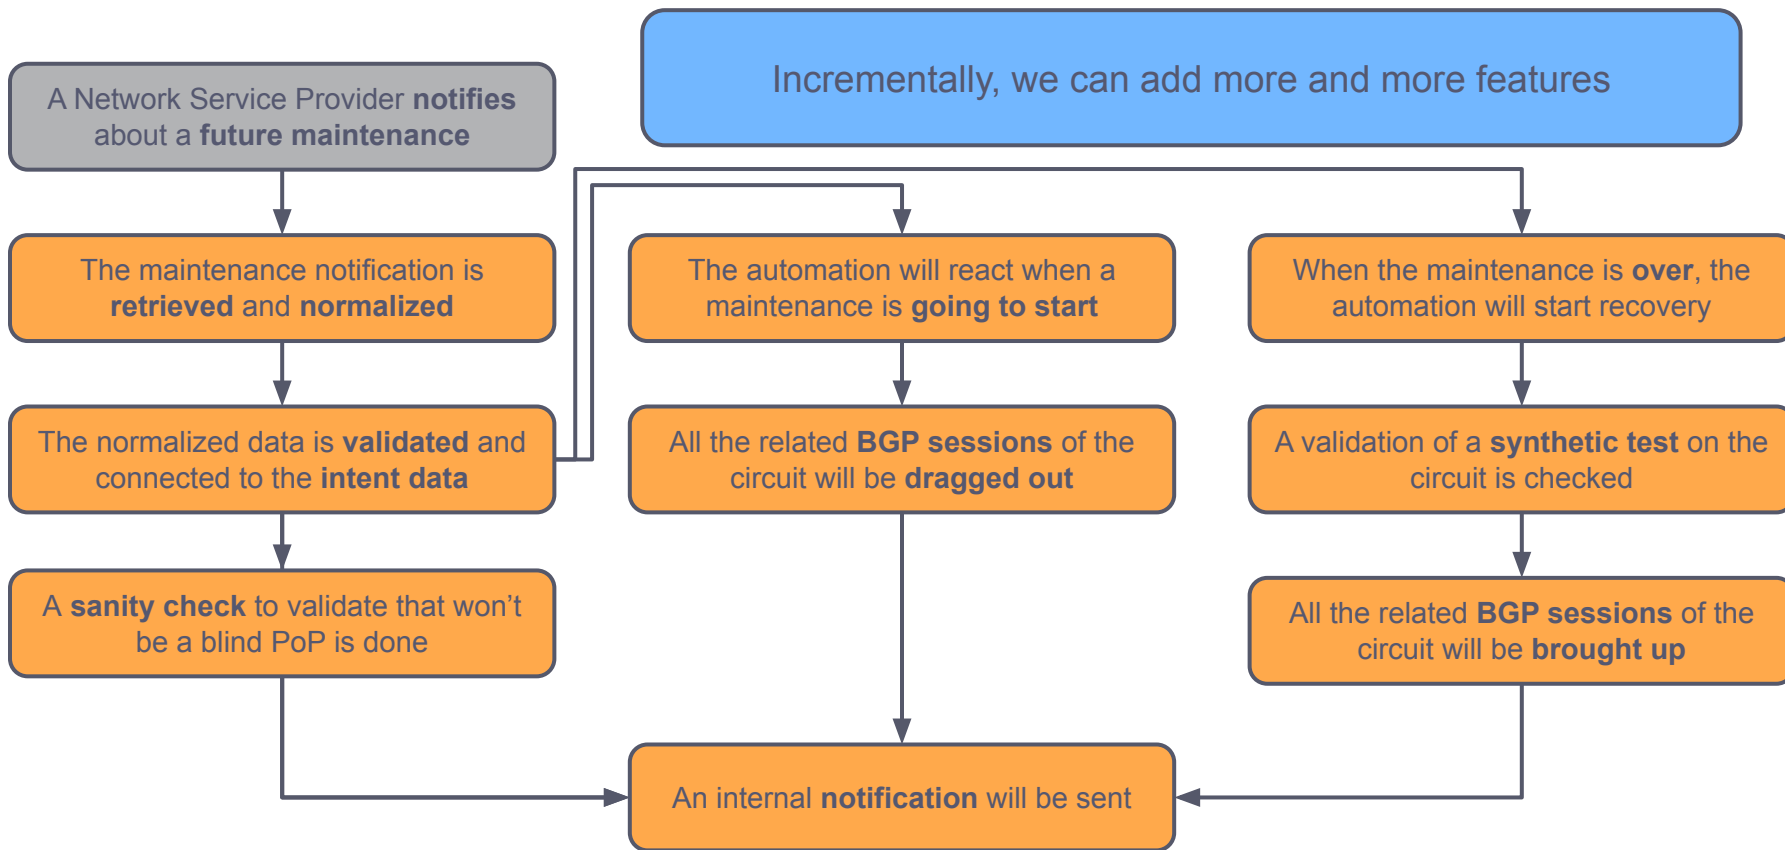 Incrementally, we can add more and more features
A Network Service Provider notifies
about a future maintenance
The maintenance notification is
retrieved and normalized
The normalized data is validated and
connected to the intent data
A sanity check to validate that won't
be a blind PoP is done
The automation will react when a
maintenance is going to start
All the related BGP sessions of the
circuit will be dragged out
When the maintenance is over, the
automation will start recovery
A validation of a synthetic test on the
circuit is checked
All the related BGP sessions of the
circuit will be brought up
An internal notification will be sent